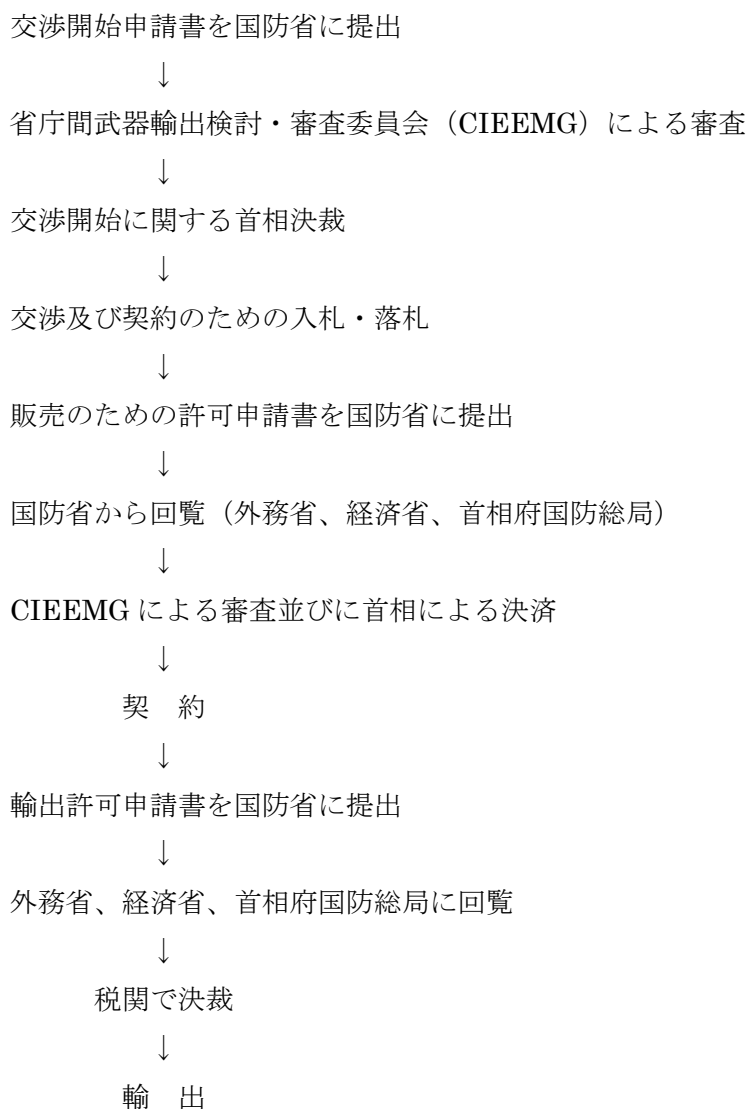 交渉開始申請書を国防省に提出
↓
省庁間武器輸出検討・審査委員会（CIEEMG）による審査
↓
交渉開始に関する首相決裁
↓
交渉及び契約のための入札・落札
↓
販売のための許可申請書を国防省に提出
↓
国防省から回覧（外務省、経済省、首相府国防総局）
↓
CIEEMG による審査並びに首相による決済
↓
契　約
↓
輸出許可申請書を国防省に提出
↓
外務省、経済省、首相府国防総局に回覧
↓
税関で決裁
↓
輸　出